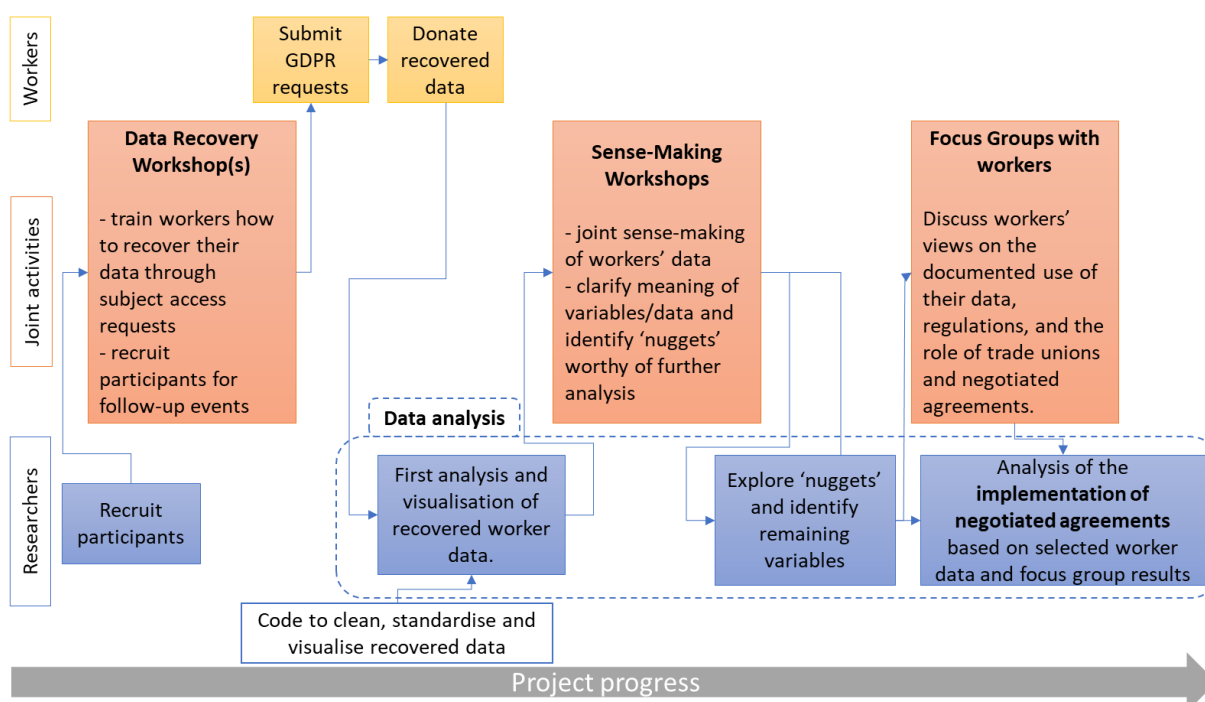 Workers
Submit
GDPR
requests
Donate
recovered
data
Joint activities
Data Recovery
Workshop(s)
- train workers how
to recover their
data through
subject access
requests
- recruit
participants for
follow-up events
Sense-Making
Workshops
- joint sense-making
of workers’ data
- clarify meaning of
variables/data and
identify ‘nuggets’
worthy of further
analysis
Focus Groups with
workers
Discuss workers’
views on the
documented use of
their data,
regulations, and the
role of trade unions
and negotiated
agreements.
Researchers
Recruit
participants
Data analysis
First analysis and
visualisation of
recovered worker
data.
Explore ‘nuggets’
and identify
remaining
variables
Analysis of the
implementation of
negotiated agreements
based on selected worker
data and focus group results
Code to clean, standardise and
visualise recovered data
Project progress